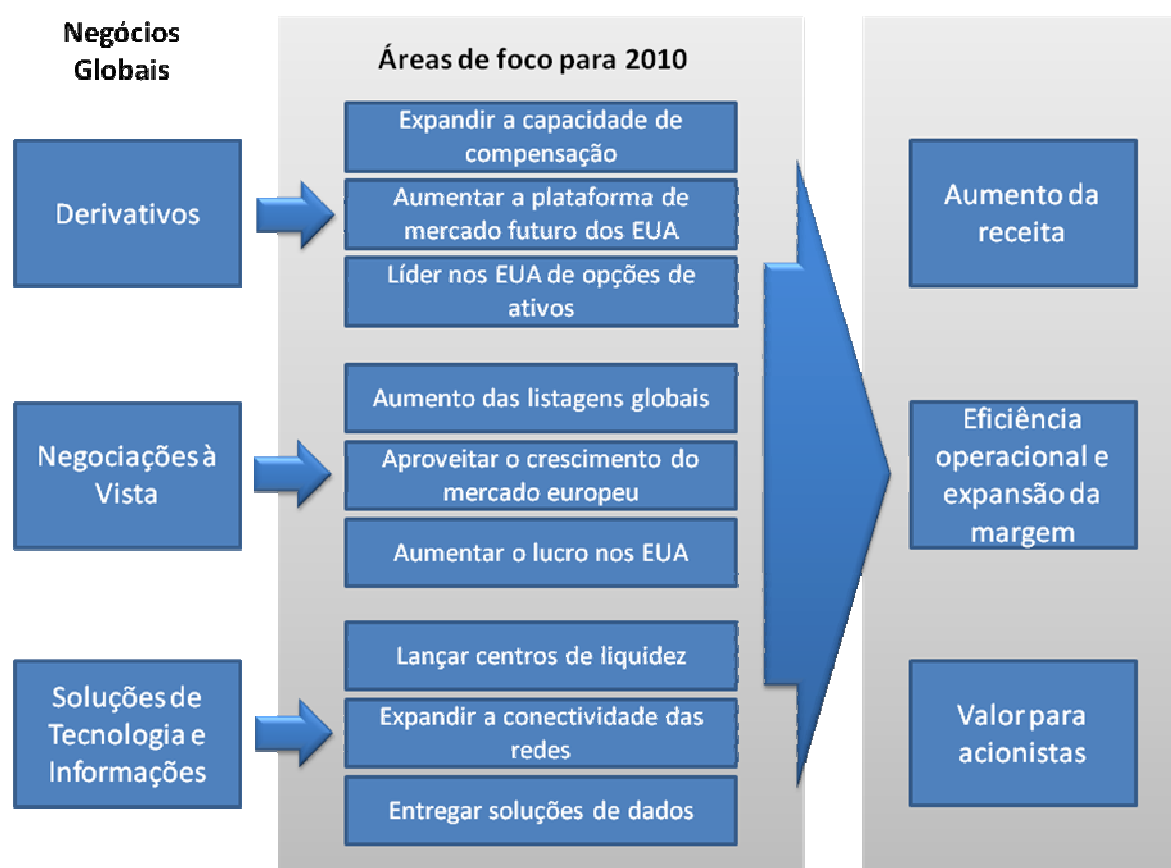 Negócios
Globais
Áreas de foco para 2010
Derivativos
Expandir a capacidade de
compensação
Aumentar a plataforma de
mercado futuro dos EUA
Líder nos EUA de opções de
ativos
Negociações à
Vista
Aumento das listagens globais
Aproveitar o crescimento do
mercado europeu
Aumentar o lucro nos EUA
Soluções de
Tecnologia e
Informações
Lançar centros de liquidez
Expandir a conectividade das
redes
Entregar soluções de dados
Aumento da
receita
Eficiência
operacional e
expansão da
margem
Valor para
acionistas